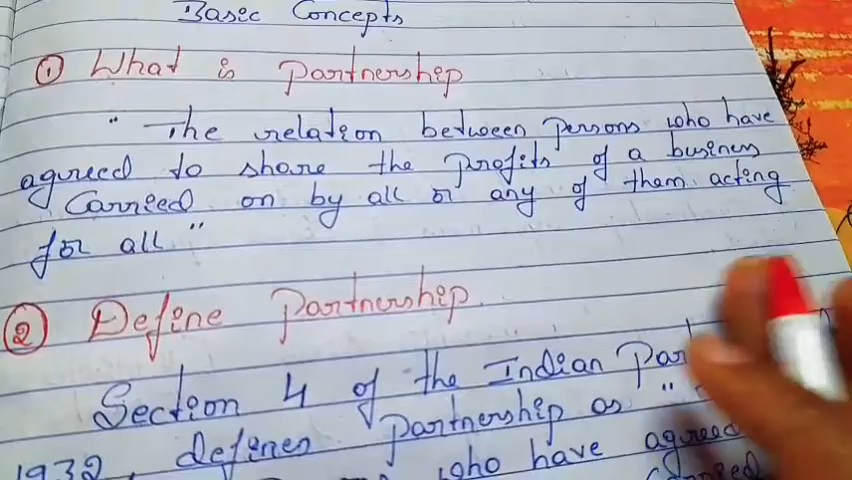 Basic Concepts
① What is Partnership
" The relation between persons who have
agreed to share the profits of a business
Carried on by all or any of them acting
for all "
② Define Partnership
Section 4 of the Indian Par
1932, defines Partnership as "
who have agreed